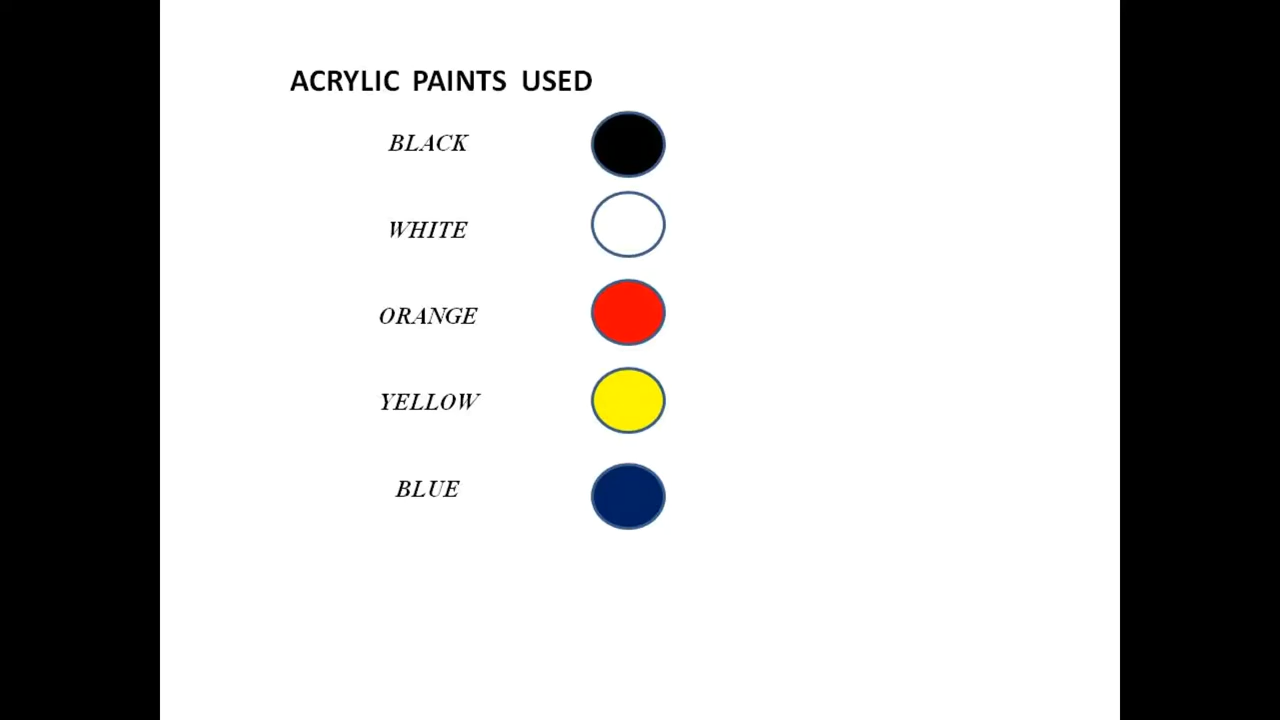 ACRYLIC PAINTS USED
BLACK
WHITE
ORANGE
YELLOW
BLUE